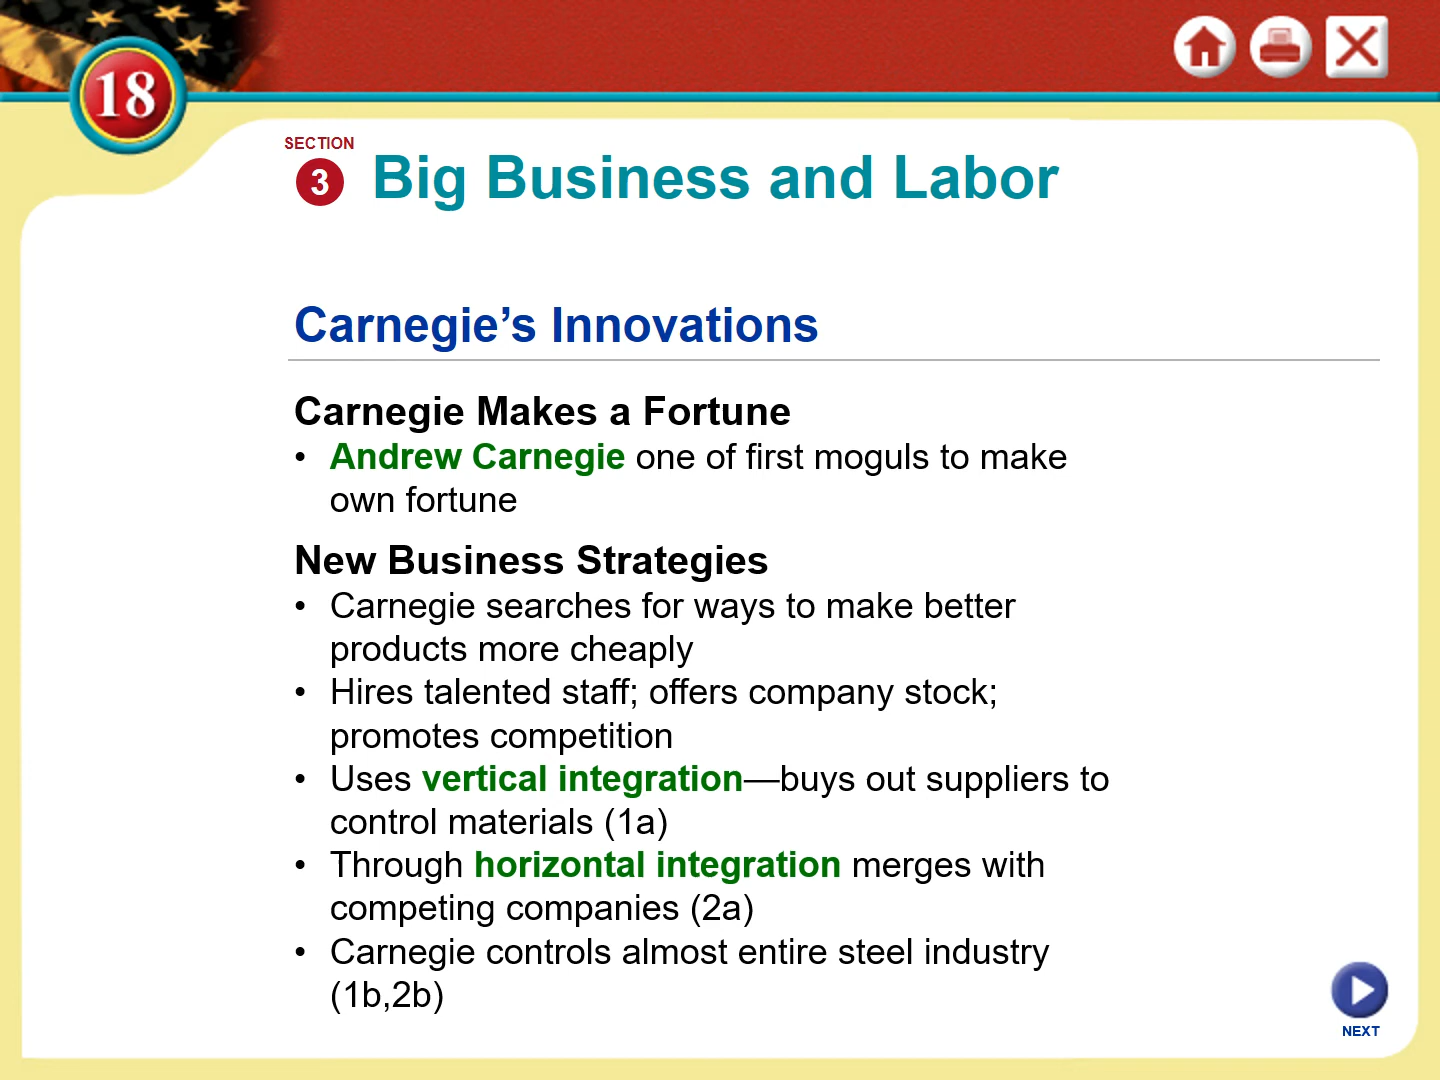 18
SECTION
3
Big Business and Labor
Carnegie’s Innovations
Carnegie Makes a Fortune
• Andrew Carnegie one of first moguls to make
own fortune
New Business Strategies
• Carnegie searches for ways to make better
products more cheaply
• Hires talented staff; offers company stock;
promotes competition
• Uses vertical integration—buys out suppliers to
control materials (1a)
• Through horizontal integration merges with
competing companies (2a)
• Carnegie controls almost entire steel industry
(1b,2b)
NEXT